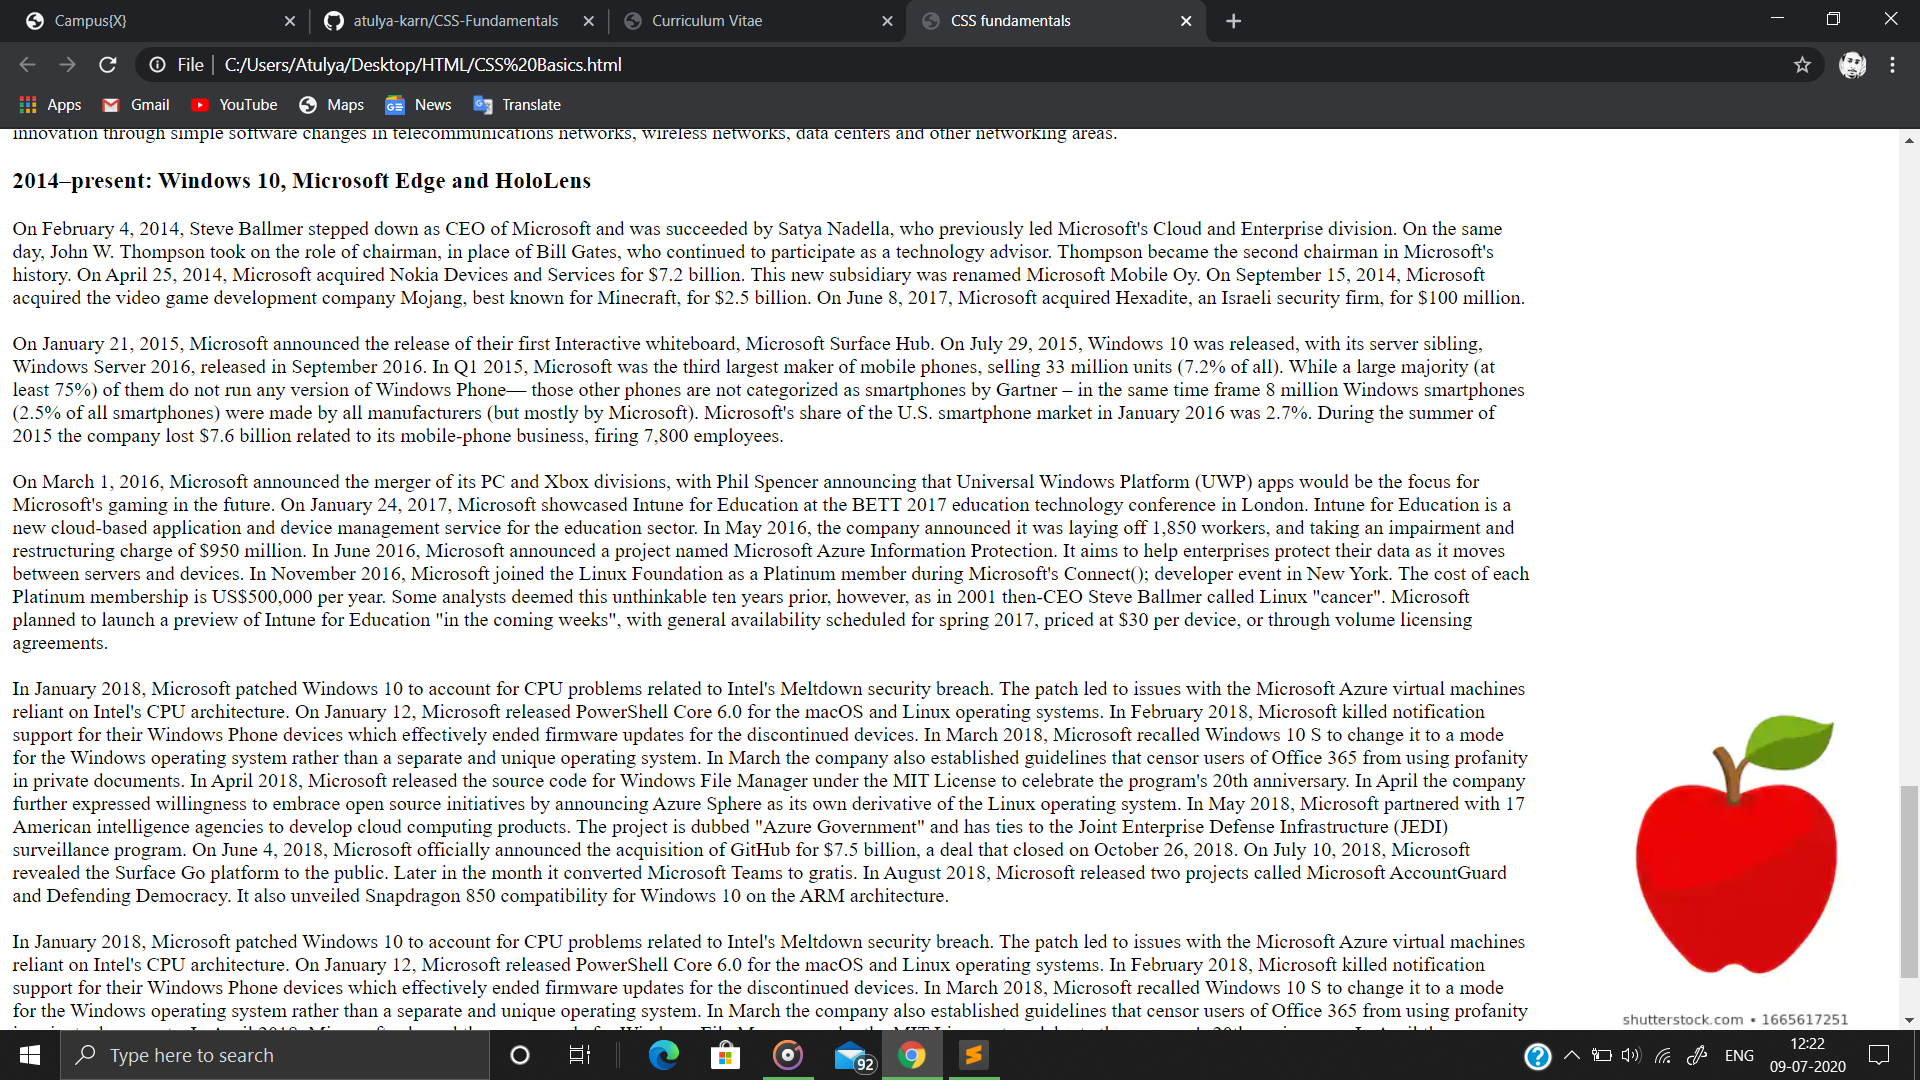 Campus{X}
atulya-karn/CSS-Fundamentals
Curriculum Vitae
CSS fundamentals
File
C:/Users/Atulya/Desktop/HTML/CSS%20Basics.html
Apps
Gmail
YouTube
Maps
News
Translate
innovation through simple software changes in telecommunications networks, wireless networks, data centers and other networking areas.
2014–present: Windows 10, Microsoft Edge and HoloLens
On February 4, 2014, Steve Ballmer stepped down as CEO of Microsoft and was succeeded by Satya Nadella, who previously led Microsoft's Cloud and Enterprise division. On the same
day, John W. Thompson took on the role of chairman, in place of Bill Gates, who continued to participate as a technology advisor. Thompson became the second chairman in Microsoft's
history. On April 25, 2014, Microsoft acquired Nokia Devices and Services for $7.2 billion. This new subsidiary was renamed Microsoft Mobile Oy. On September 15, 2014, Microsoft
acquired the video game development company Mojang, best known for Minecraft, for $2.5 billion. On June 8, 2017, Microsoft acquired Hexadite, an Israeli security firm, for $100 million.
On January 21, 2015, Microsoft announced the release of their first Interactive whiteboard, Microsoft Surface Hub. On July 29, 2015, Windows 10 was released, with its server sibling,
Windows Server 2016, released in September 2016. In Q1 2015, Microsoft was the third largest maker of mobile phones, selling 33 million units (7.2% of all). While a large majority (at
least 75%) of them do not run any version of Windows Phone— those other phones are not categorized as smartphones by Gartner – in the same time frame 8 million Windows smartphones
(2.5% of all smartphones) were made by all manufacturers (but mostly by Microsoft). Microsoft's share of the U.S. smartphone market in January 2016 was 2.7%. During the summer of
2015 the company lost $7.6 billion related to its mobile-phone business, firing 7,800 employees.
On March 1, 2016, Microsoft announced the merger of its PC and Xbox divisions, with Phil Spencer announcing that Universal Windows Platform (UWP) apps would be the focus for
Microsoft's gaming in the future. On January 24, 2017, Microsoft showcased Intune for Education at the BETT 2017 education technology conference in London. Intune for Education is a
new cloud-based application and device management service for the education sector. In May 2016, the company announced it was laying off 1,850 workers, and taking an impairment and
restructuring charge of $950 million. In June 2016, Microsoft announced a project named Microsoft Azure Information Protection. It aims to help enterprises protect their data as it moves
between servers and devices. In November 2016, Microsoft joined the Linux Foundation as a Platinum member during Microsoft's Connect(); developer event in New York. The cost of each
Platinum membership is US$500,000 per year. Some analysts deemed this unthinkable ten years prior, however, as in 2001 then-CEO Steve Ballmer called Linux "cancer". Microsoft
planned to launch a preview of Intune for Education "in the coming weeks", with general availability scheduled for spring 2017, priced at $30 per device, or through volume licensing
agreements.
In January 2018, Microsoft patched Windows 10 to account for CPU problems related to Intel's Meltdown security breach. The patch led to issues with the Microsoft Azure virtual machines
reliant on Intel's CPU architecture. On January 12, Microsoft released PowerShell Core 6.0 for the macOS and Linux operating systems. In February 2018, Microsoft killed notification
support for their Windows Phone devices which effectively ended firmware updates for the discontinued devices. In March 2018, Microsoft recalled Windows 10 S to change it to a mode
for the Windows operating system rather than a separate and unique operating system. In March the company also established guidelines that censor users of Office 365 from using profanity
in private documents. In April 2018, Microsoft released the source code for Windows File Manager under the MIT License to celebrate the program's 20th anniversary. In April the company
further expressed willingness to embrace open source initiatives by announcing Azure Sphere as its own derivative of the Linux operating system. In May 2018, Microsoft partnered with 17
American intelligence agencies to develop cloud computing products. The project is dubbed "Azure Government" and has ties to the Joint Enterprise Defense Infrastructure (JEDI)
surveillance program. On June 4, 2018, Microsoft officially announced the acquisition of GitHub for $7.5 billion, a deal that closed on October 26, 2018. On July 10, 2018, Microsoft
revealed the Surface Go platform to the public. Later in the month it converted Microsoft Teams to gratis. In August 2018, Microsoft released two projects called Microsoft AccountGuard
and Defending Democracy. It also unveiled Snapdragon 850 compatibility for Windows 10 on the ARM architecture.
In January 2018, Microsoft patched Windows 10 to account for CPU problems related to Intel's Meltdown security breach. The patch led to issues with the Microsoft Azure virtual machines
reliant on Intel's CPU architecture. On January 12, Microsoft released PowerShell Core 6.0 for the macOS and Linux operating systems. In February 2018, Microsoft killed notification
support for their Windows Phone devices which effectively ended firmware updates for the discontinued devices. In March 2018, Microsoft recalled Windows 10 S to change it to a mode
for the Windows operating system rather than a separate and unique operating system. In March the company also established guidelines that censor users of Office 365 from using profanity
shutterstock.com • 1665617251
Type here to search
92
ENG
12:22
09-07-2020